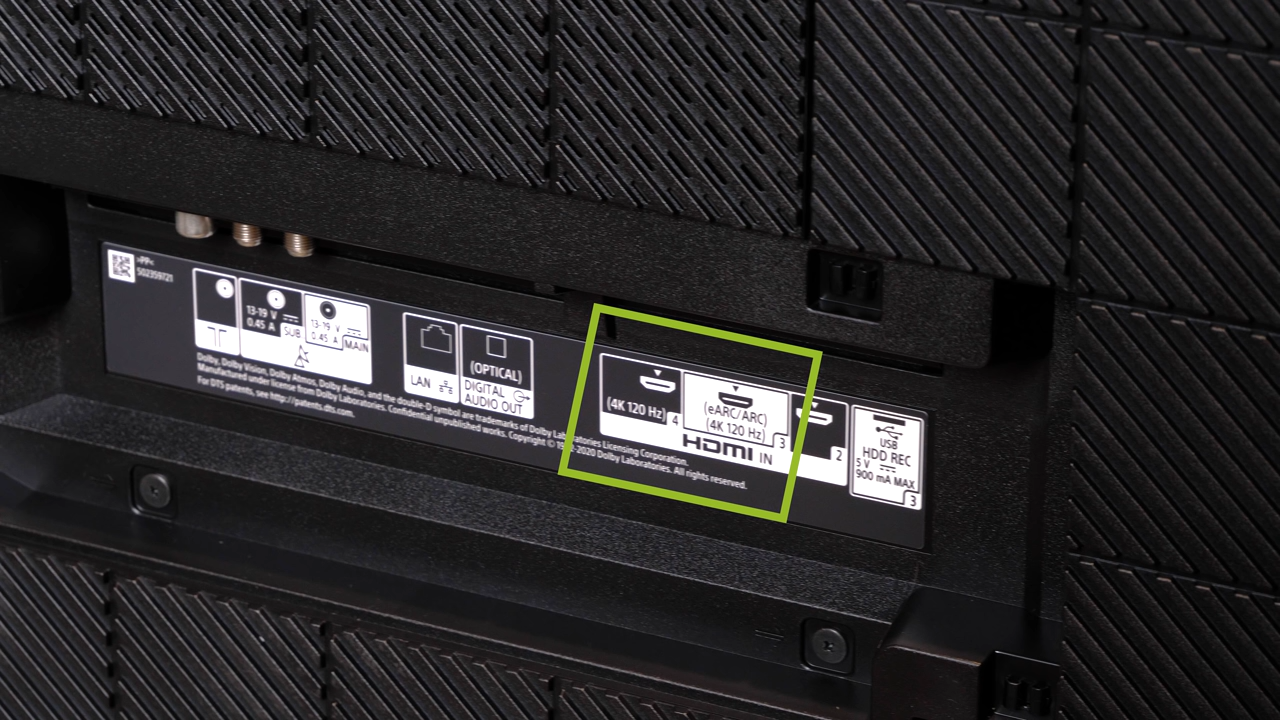 >PP<
502359721
13-19 V
0.45 A
SUB
13-19 V
0.45 A
MAIN
LAN
(OPTICAL)
DIGITAL
AUDIO OUT
(4K 120 Hz)
4
(eARC/ARC)
(4K 120 Hz)
3
HDMI IN
2
USB
HDD REC
5 V
900 mA MAX
3
Dolby, Dolby Vision, Dolby Atmos, Dolby Audio, and the double-D symbol are trademarks of Dolby Laboratories Licensing Corporation.
Manufactured under license from Dolby Laboratories. Confidential unpublished works. Copyright © -2020 Dolby Laboratories. All rights reserved.
For DTS patents, see http://patents.dts.com.